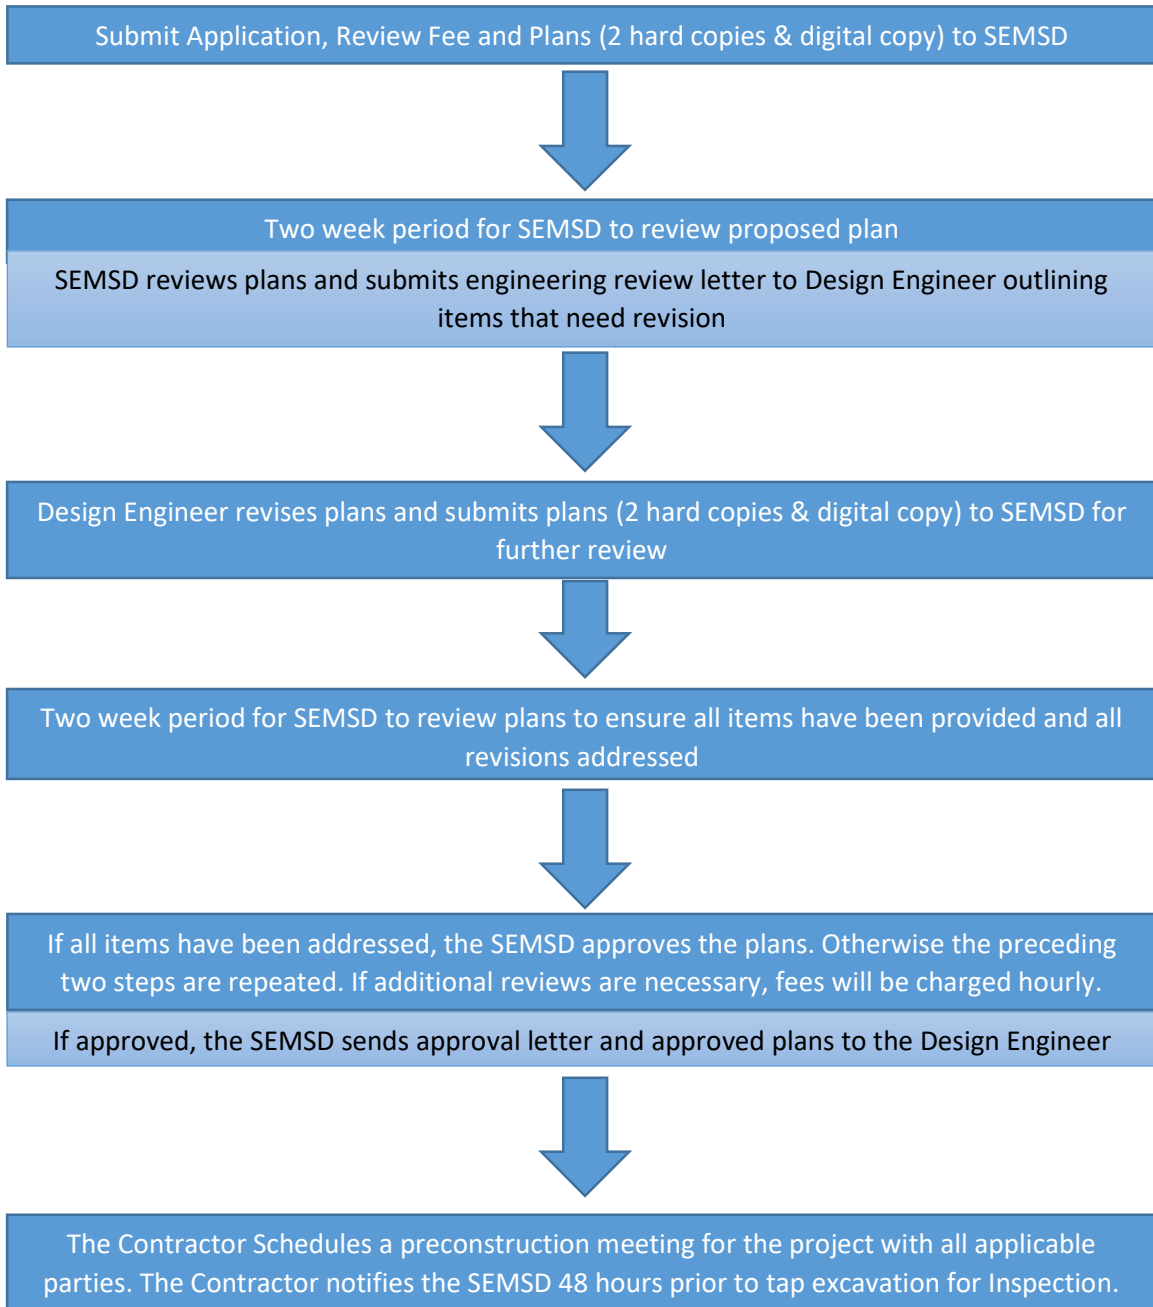 Submit Application, Review Fee and Plans (2 hard copies & digital copy) to SEMSD
Two week period for SEMSD to review proposed plan
SEMSD reviews plans and submits engineering review letter to Design Engineer outlining
items that need revision
Design Engineer revises plans and submits plans (2 hard copies & digital copy) to SEMSD for
further review
Two week period for SEMSD to review plans to ensure all items have been provided and all
revisions addressed
If all items have been addressed, the SEMSD approves the plans. Otherwise the preceding
two steps are repeated. If additional reviews are necessary, fees will be charged hourly.
If approved, the SEMSD sends approval letter and approved plans to the Design Engineer
The Contractor Schedules a preconstruction meeting for the project with all applicable
parties. The Contractor notifies the SEMSD 48 hours prior to tap excavation for Inspection.